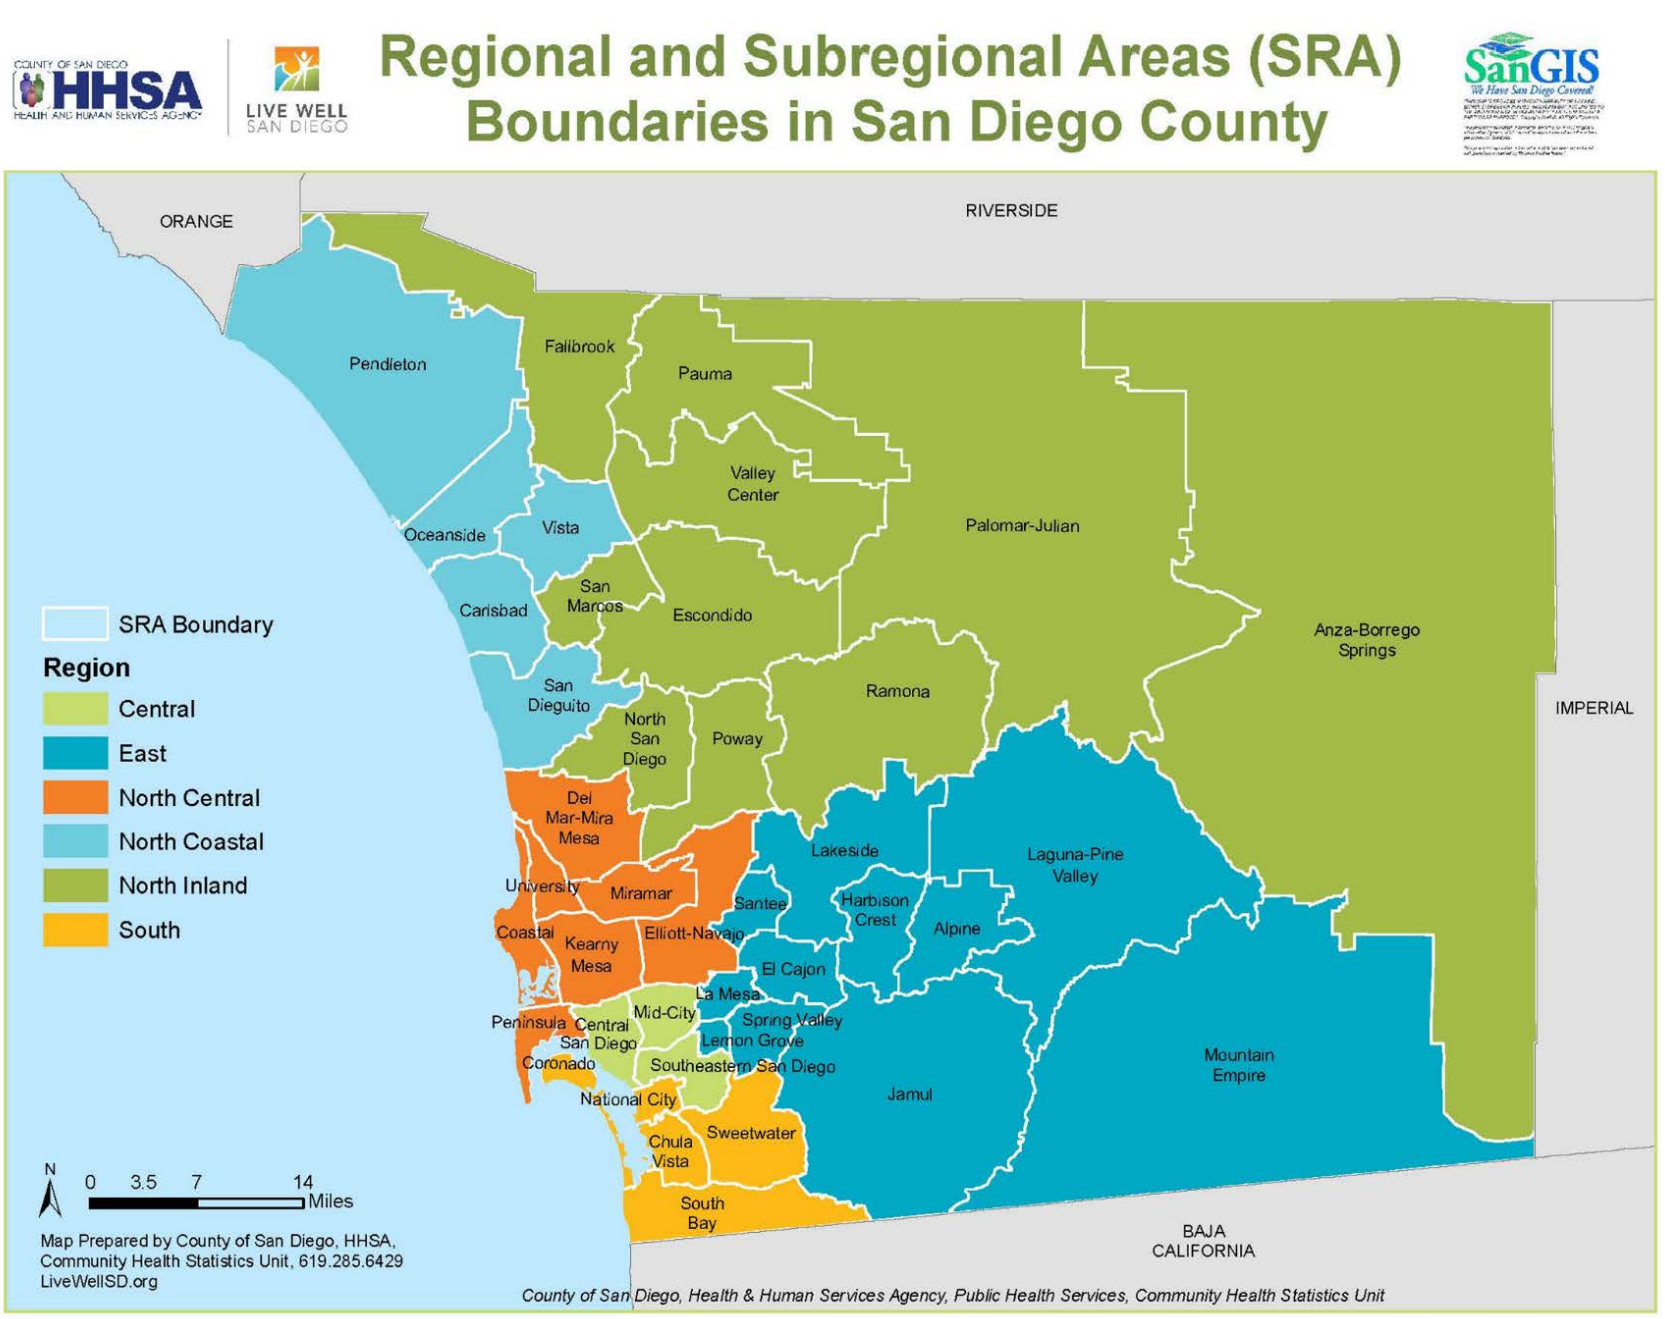 COUNTY OF SAN DIEGO
HHSA
HEALTH AND HUMAN SERVICES AGENCY
LIVE WELL
SAN DIEGO
Regional and Subregional Areas (SRA)
Boundaries in San Diego County
SanGIS
We Have San Diego Covered!
ORANGE
RIVERSIDE
Fallbrook
Pendleton
Pauma
Valley
Center
Palomar-Julian
Oceanside
Vista
San
Marcos
Carlsbad
Escondido
Anza-Borrego
Springs
San
Dieguito
Ramona
IMPERIAL
North
San
Diego
Poway
Del
Mar-Mira
Mesa
Lakeside
Laguna-Pine
Valley
University
Miramar
Santee
Harbison
Crest
Alpine
Coastal
Elliott-Navajo
Kearny
Mesa
El Cajon
La Mesa
Mid-City
Peninsula
Central
San Diego
Spring Valley
Lemon Grove
Coronado
Southeastern San Diego
Mountain
Empire
National City
Jamul
Chula
Vista
Sweetwater
South
Bay
BAJA
CALIFORNIA
SRA Boundary
Region
Central
East
North Central
North Coastal
North Inland
South
N
0 3.5 7 14
Miles
Map Prepared by County of San Diego, HHSA,
Community Health Statistics Unit, 619.285.6429
LiveWellSD.org
County of San Diego, Health & Human Services Agency, Public Health Services, Community Health Statistics Unit